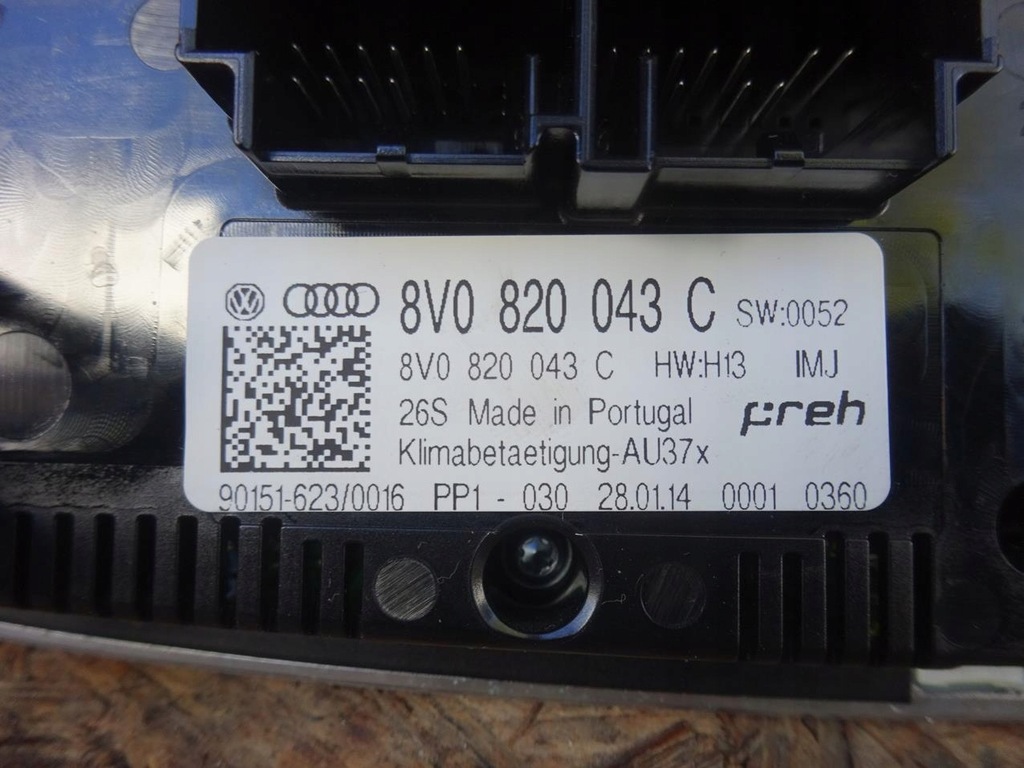 8V0 820 043 C SW:0052
8V0 820 043 C HW:H13 IMJ
26S Made in Portugal preh
Klimabetaetigung-AU37x
90151-623/0016 PP1 - 030 28.01.14 0001 0360